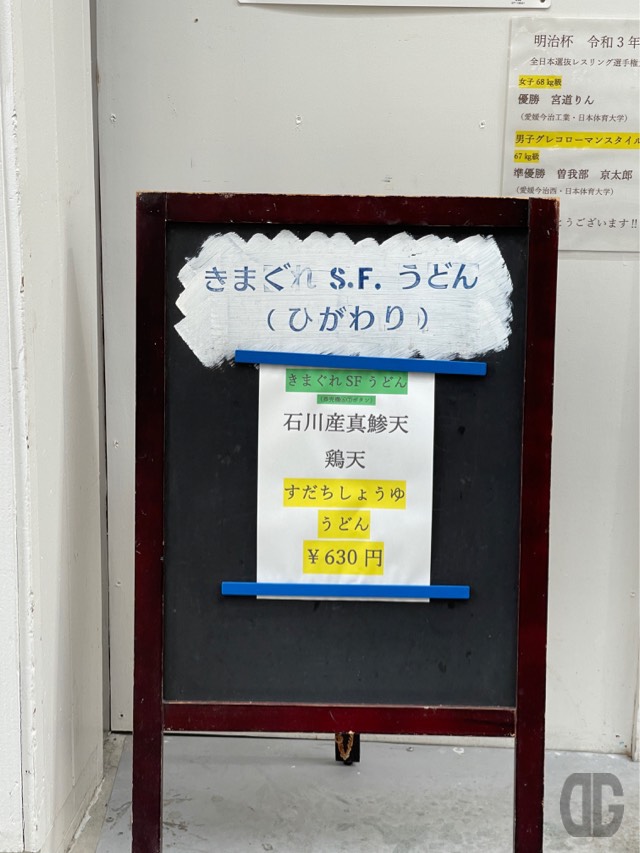 明治杯 令和3年
全日本選抜レスリング選手権
女子68kg級
優勝 宮道りん
(愛媛今治工業・日本体育大学)
男子グレコローマンスタイル
67kg級
準優勝 曽我部 京太郎
(愛媛今治西・日本体育大学)
うございます!!
きまぐれ S.F. うどん
(ひがわり)
きまぐれSFうどん
石川産真鯵天
鶏天
すだちしょうゆ
うどん
¥630円
DG